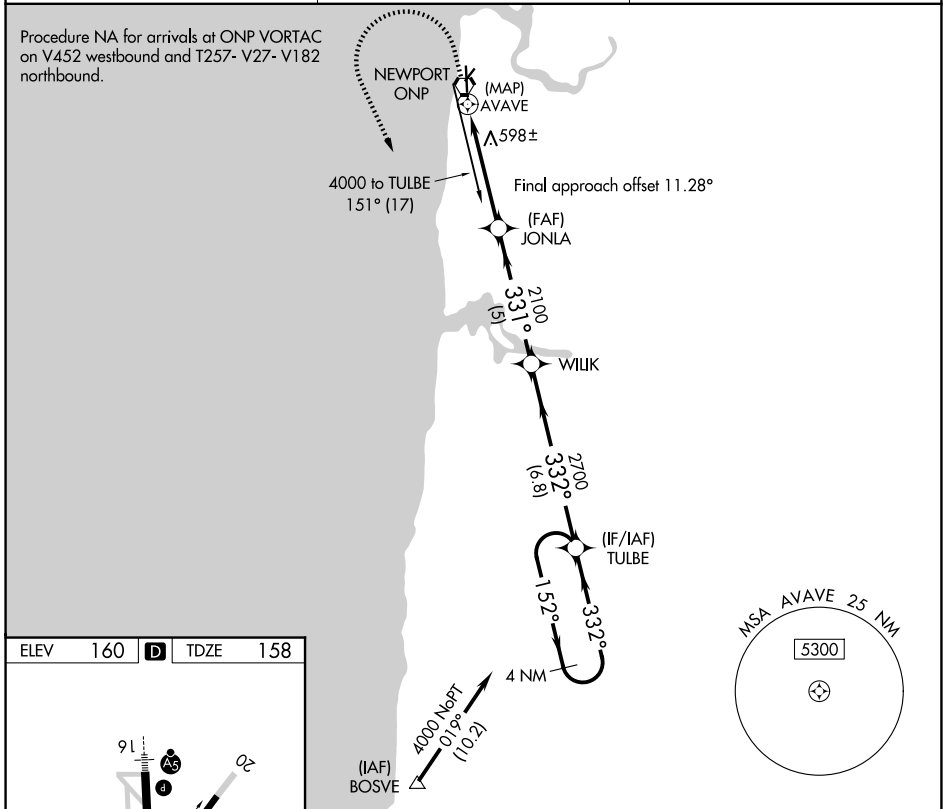 Procedure NA for arrivals at ONP VORTAC
on V452 westbound and T257- V27- V182
northbound.
NEWPORT
ONP
(MAP)
AVAVE
598±
4000 to TULBE
151° (17)
Final approach offset 11.28°
(FAF)
JONLA
2100
331°
(5)
WILIK
2700
332°
(6.8)
(IF/IAF)
TULBE
152°
332°
4 NM
4000 NoPT
019°
(10.2)
(IAF)
BOSVE
MSA AVAVE 25 NM
5300
ELEV 160 D TDZE 158
16
A5
P
20